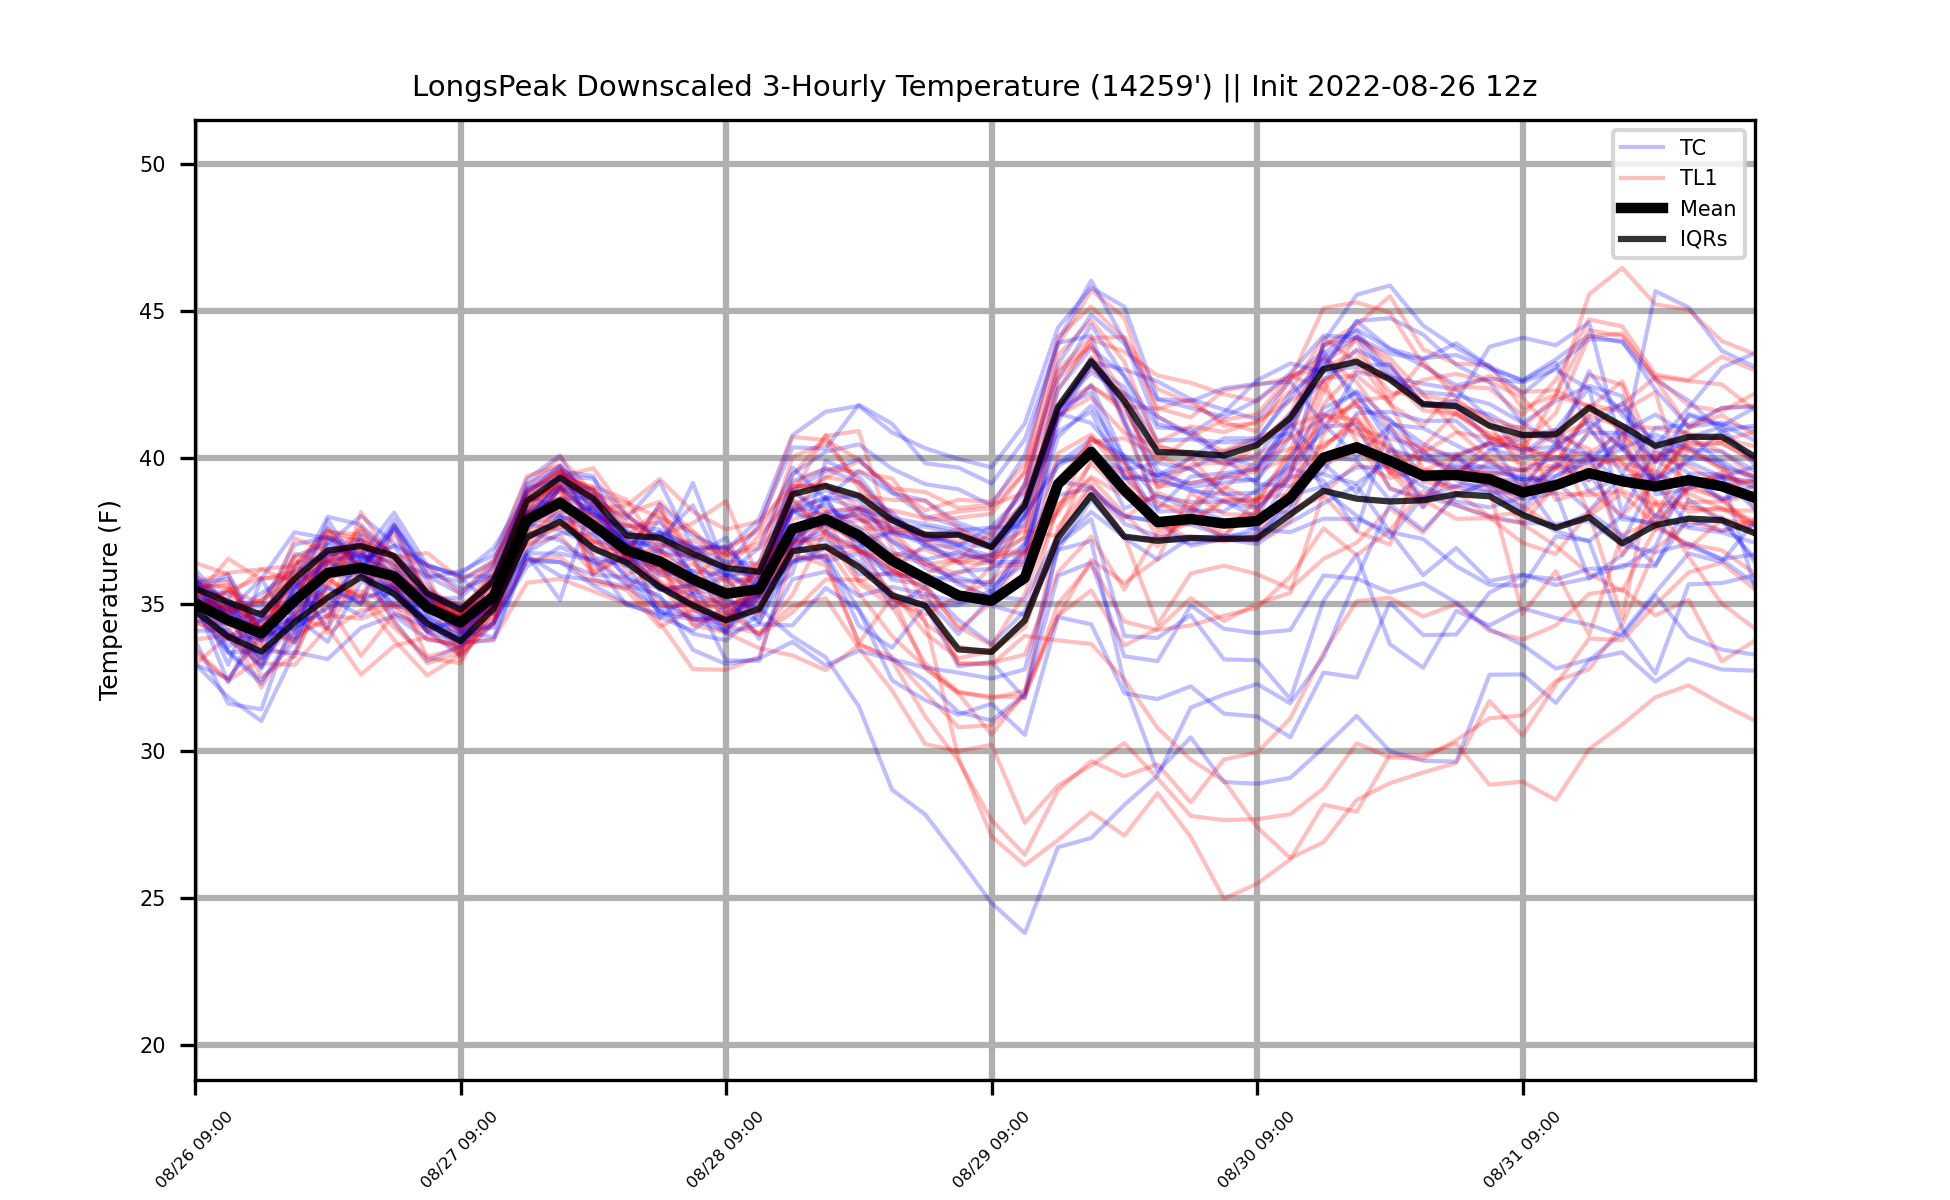 LongsPeak Downscaled 3-Hourly Temperature (14259') || Init 2022-08-26 12z
TC
TL1
Mean
IQRs
Temperature (F)
50
45
40
35
30
25
20
08/26 09:00
08/27 09:00
08/28 09:00
08/29 09:00
08/30 09:00
08/31 09:00